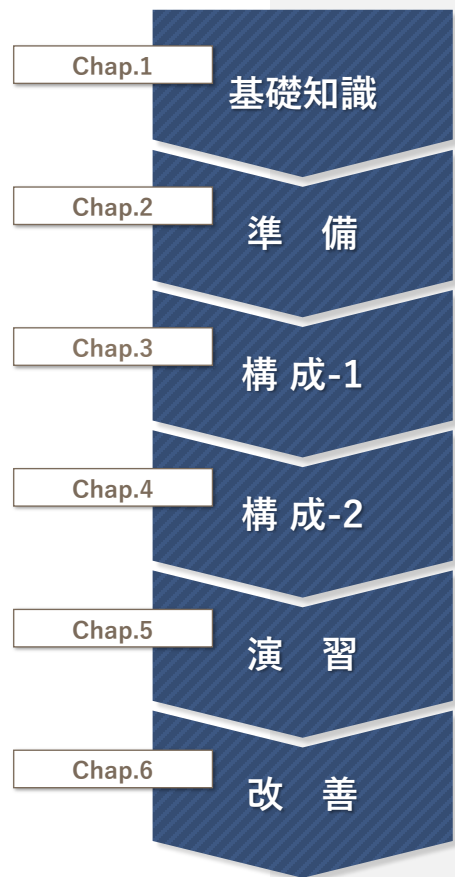 Chap.1
基礎知識
Chap.2
準　備
Chap.3
構 成-1
Chap.4
構 成-2
Chap.5
演　習
Chap.6
改　善